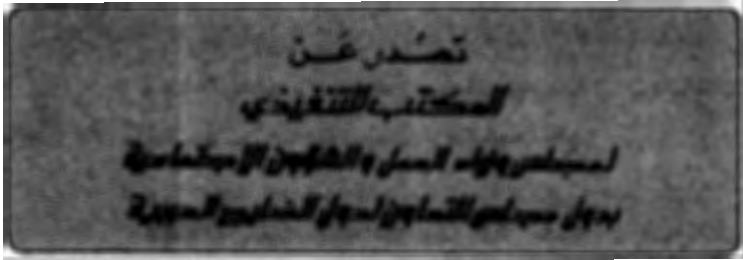 تصدر عن
المكتب التنفيذي
لمجلس وزراء العمل والشؤون الاجتماعية
بدول مجلس التعاون لدول الخليج العربية